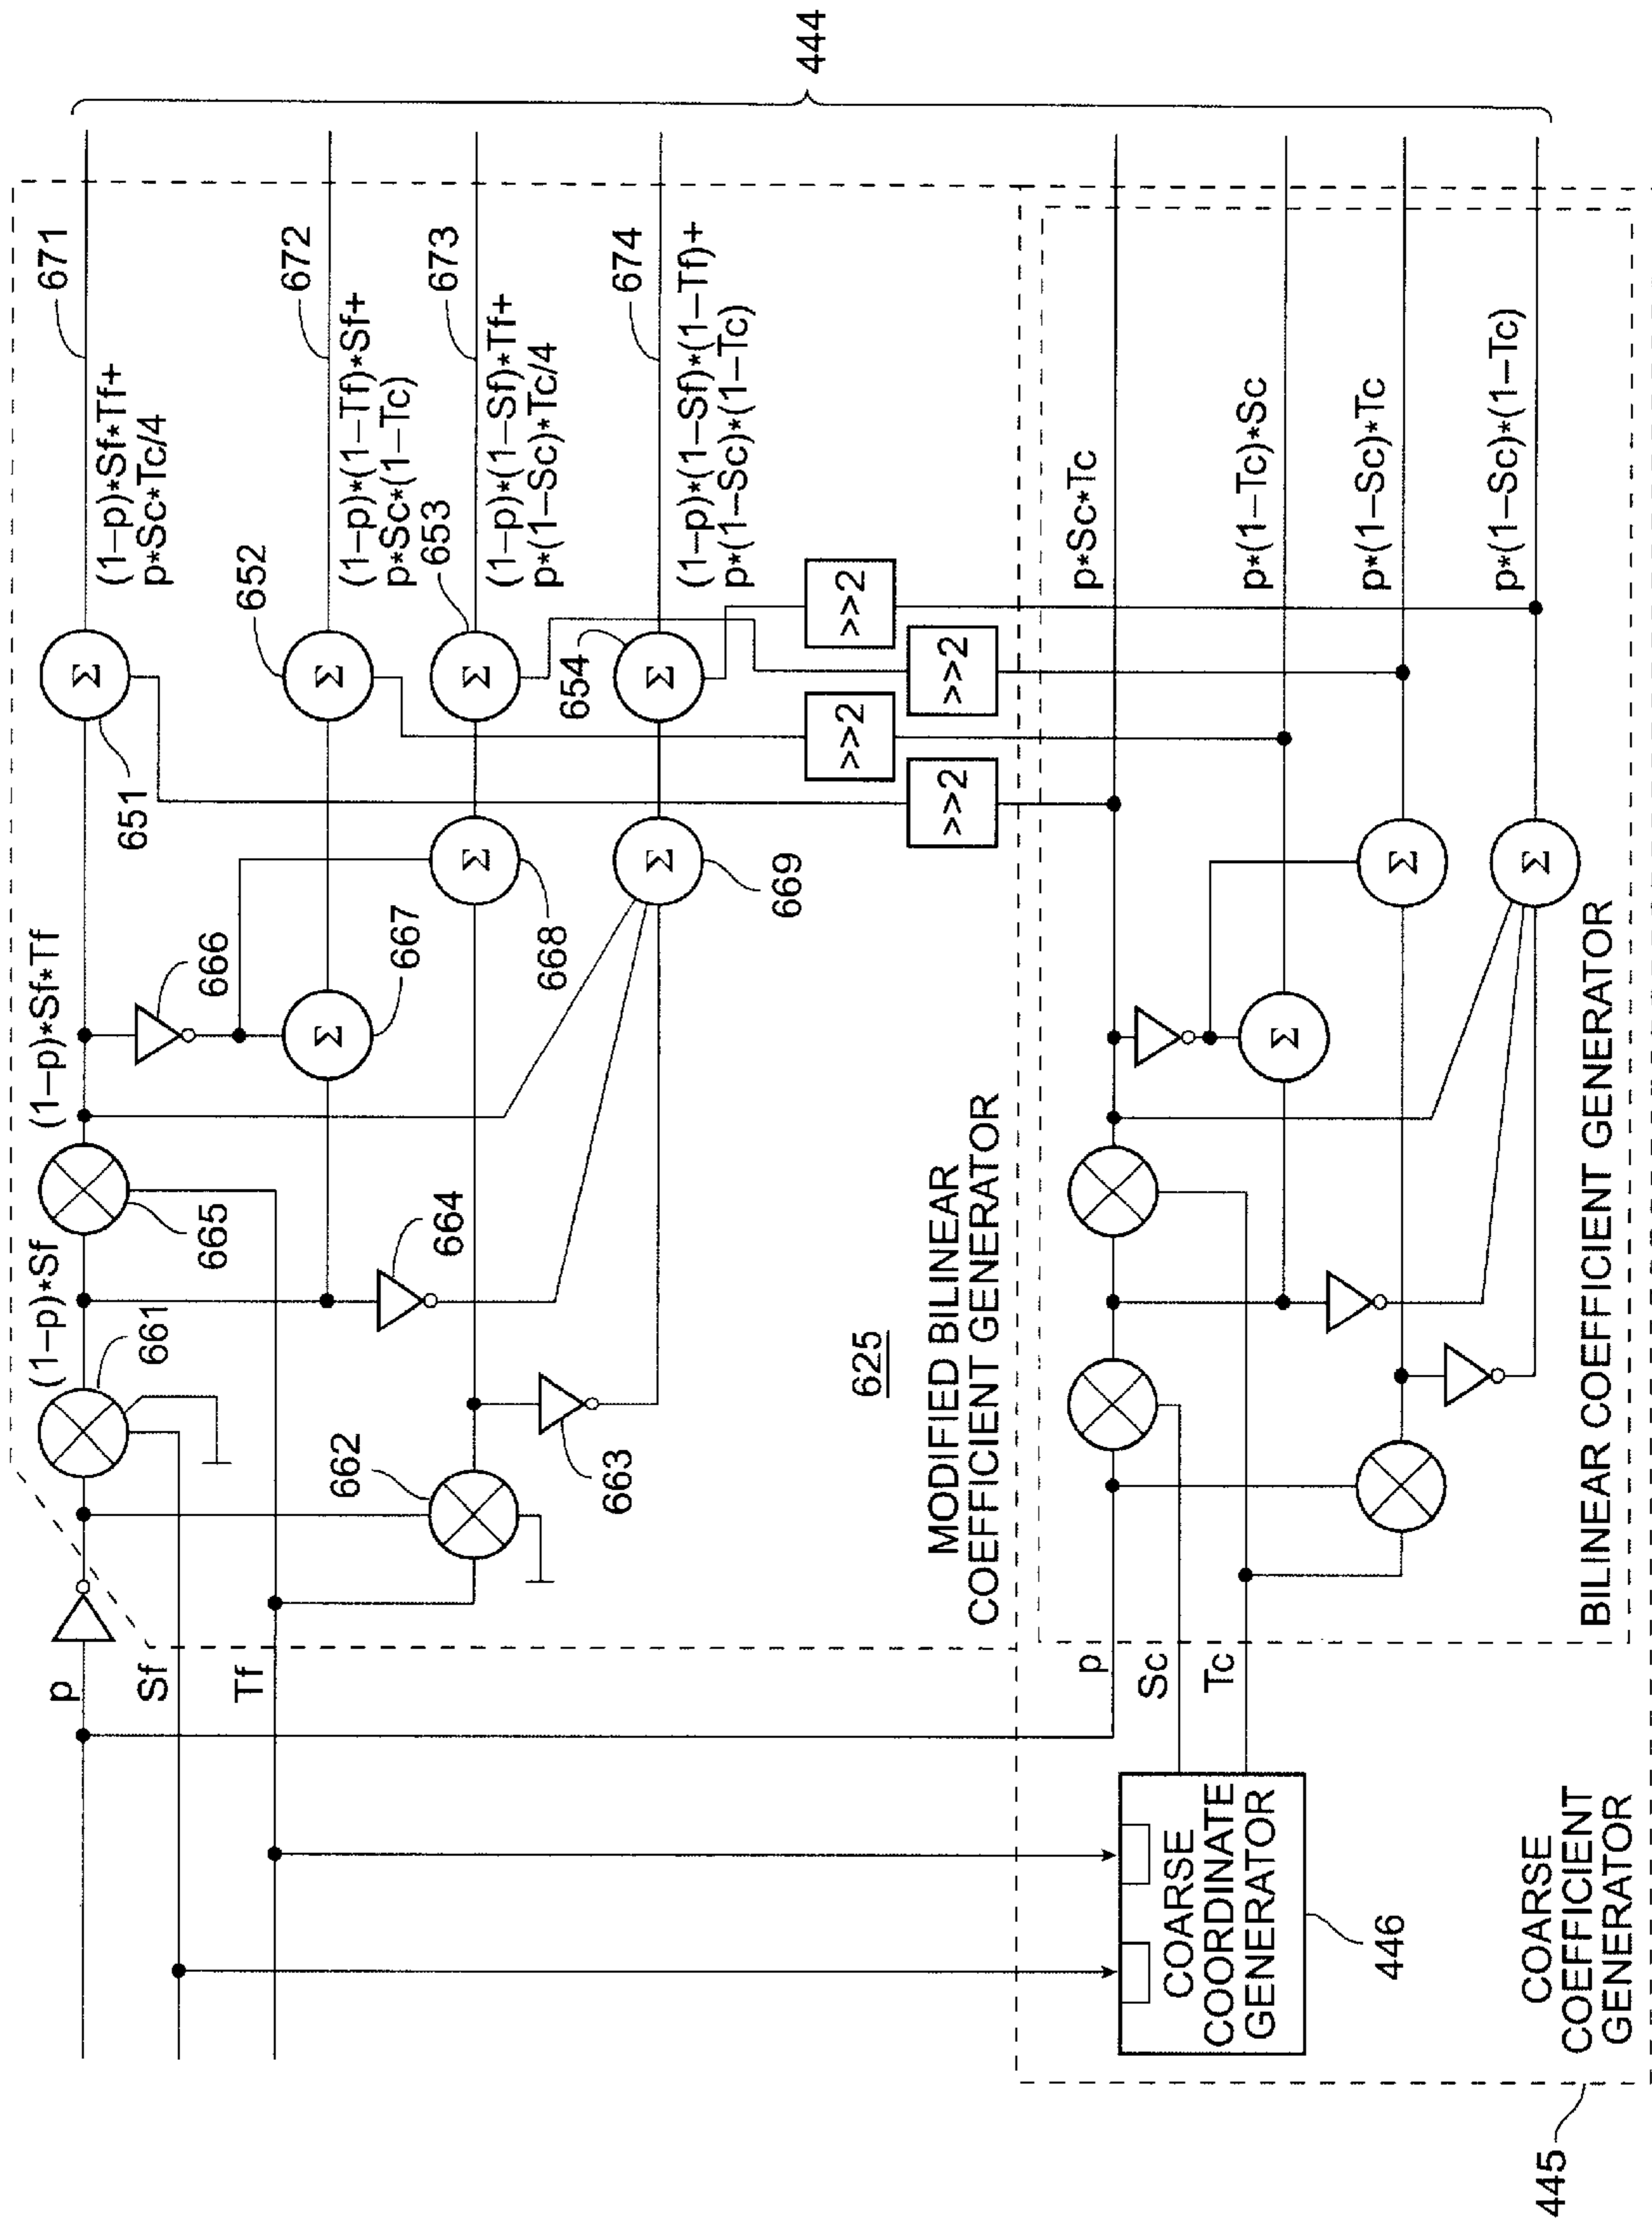 444
671
672
673
674
(1–p)*Sf*Tf+
p*Sc*Tc/4
(1–p)*(1–Tf)*Sf+
p*Sc*(1–Tc)
(1–p)*(1–Sf)*Tf+
p*(1–Sc)*Tc/4
(1–p)*(1–Sf)*(1–Tf)+
p*(1–Sc)*(1–Tc)
p*Sc*Tc
p*(1–Tc)*Sc
p*(1–Sc)*Tc
p*(1–Sc)*(1–Tc)
652
653
654
651
Σ
Σ
Σ
Σ
>>2
>>2
>>2
>>2
Σ
Σ
Σ
Σ
Σ
Σ
666
667
668
669
(1–p)*Sf*Tf
665
664
(1–p)*Sf
661
662
663
625
MODIFIED BILINEAR
COEFFICIENT GENERATOR
BILINEAR COEFFICIENT GENERATOR
p
Sf
Tf
p
Sc
Tc
COARSE
COORDINATE
GENERATOR
446
COARSE
COEFFICIENT
GENERATOR
445